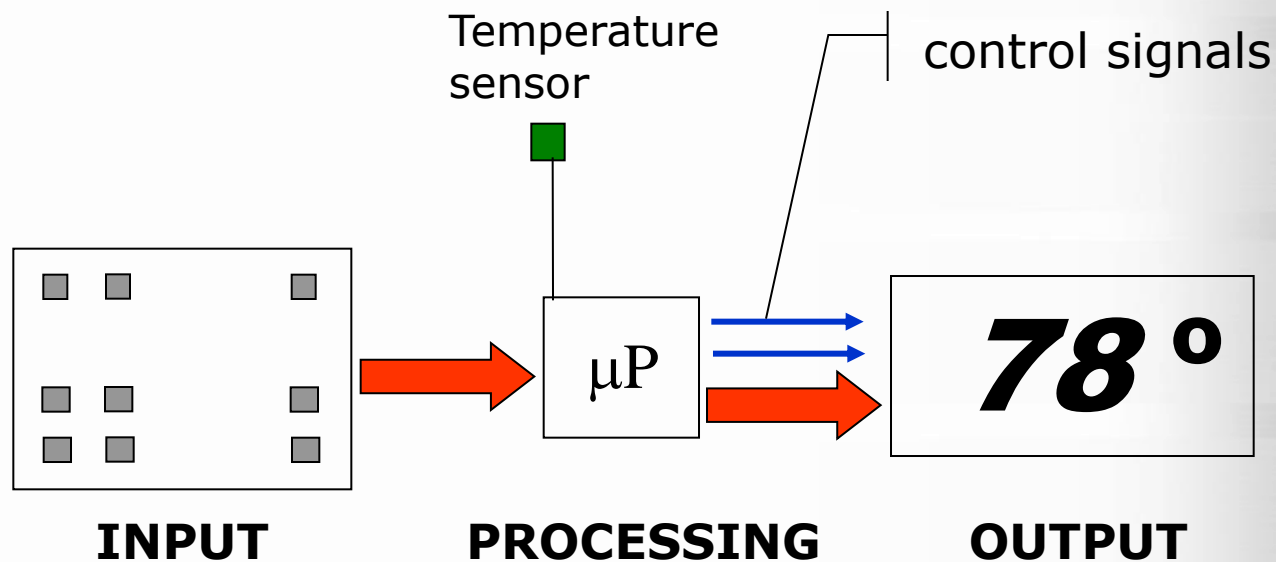 Temperature
sensor
control signals
μP
78°
INPUT
PROCESSING
OUTPUT